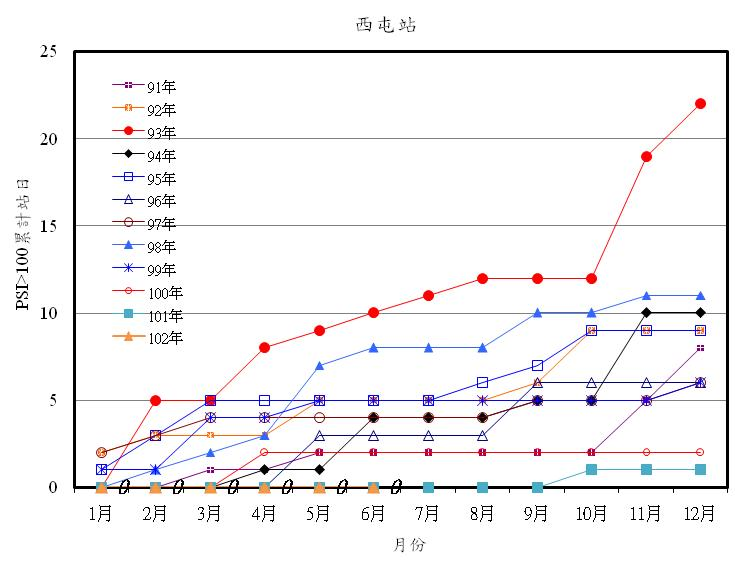 西屯站
25
20
15
10
5
0
PSI>100累計站日
91年
92年
93年
94年
95年
96年
97年
98年
99年
100年
101年
102年
0 0 0 0 0 0
1月 2月 3月 4月 5月 6月 7月 8月 9月 10月 11月 12月
月份